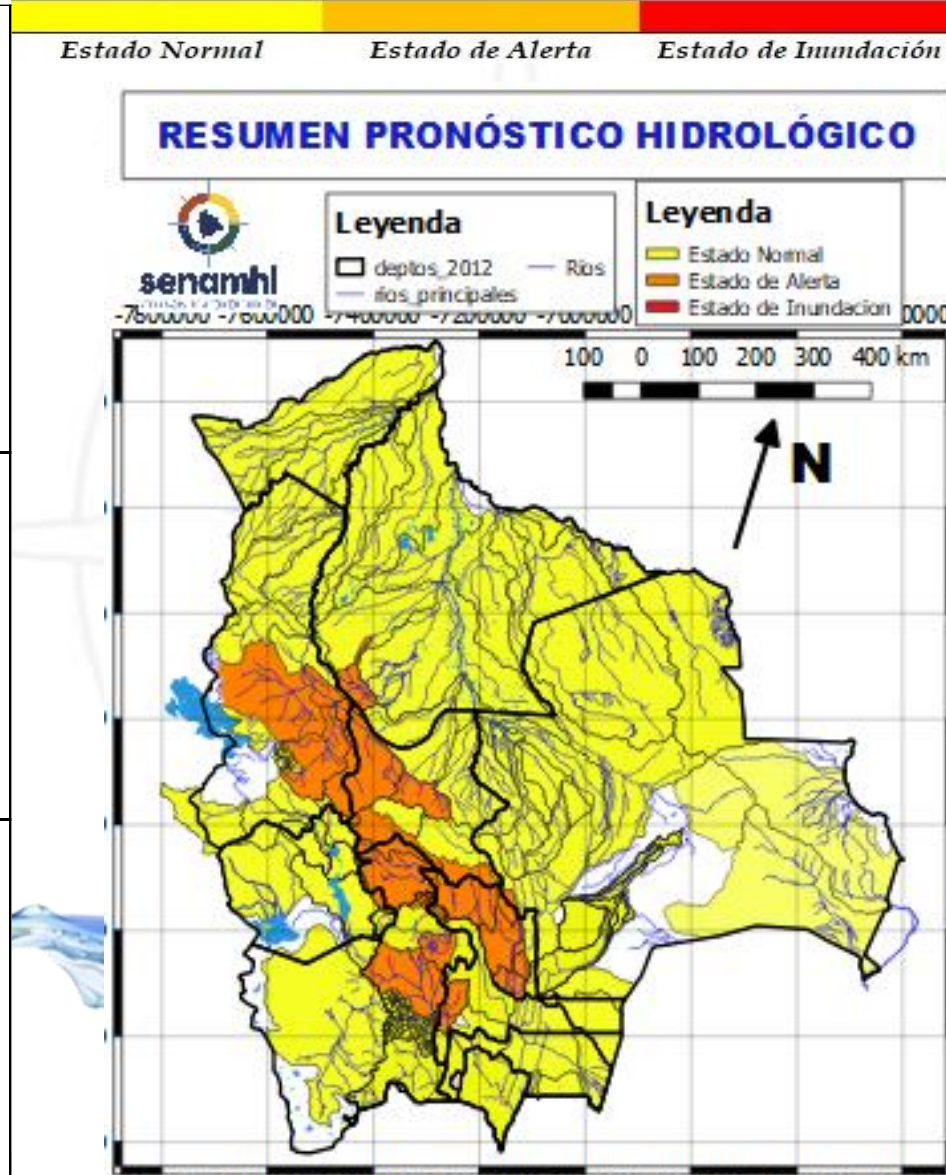 Estado Normal Estado de Alerta Estado de Inundación
RESUMEN PRONÓSTICO HIDROLÓGICO
senamhi
Leyenda
deptos_2012 Rios
rios_principales
Leyenda
Estado Normal
Estado de Alerta
Estado de Inundacion
-7800000 -7600000 -7400000 -7200000 -7000000
100 0 100 200 300 400 km
N